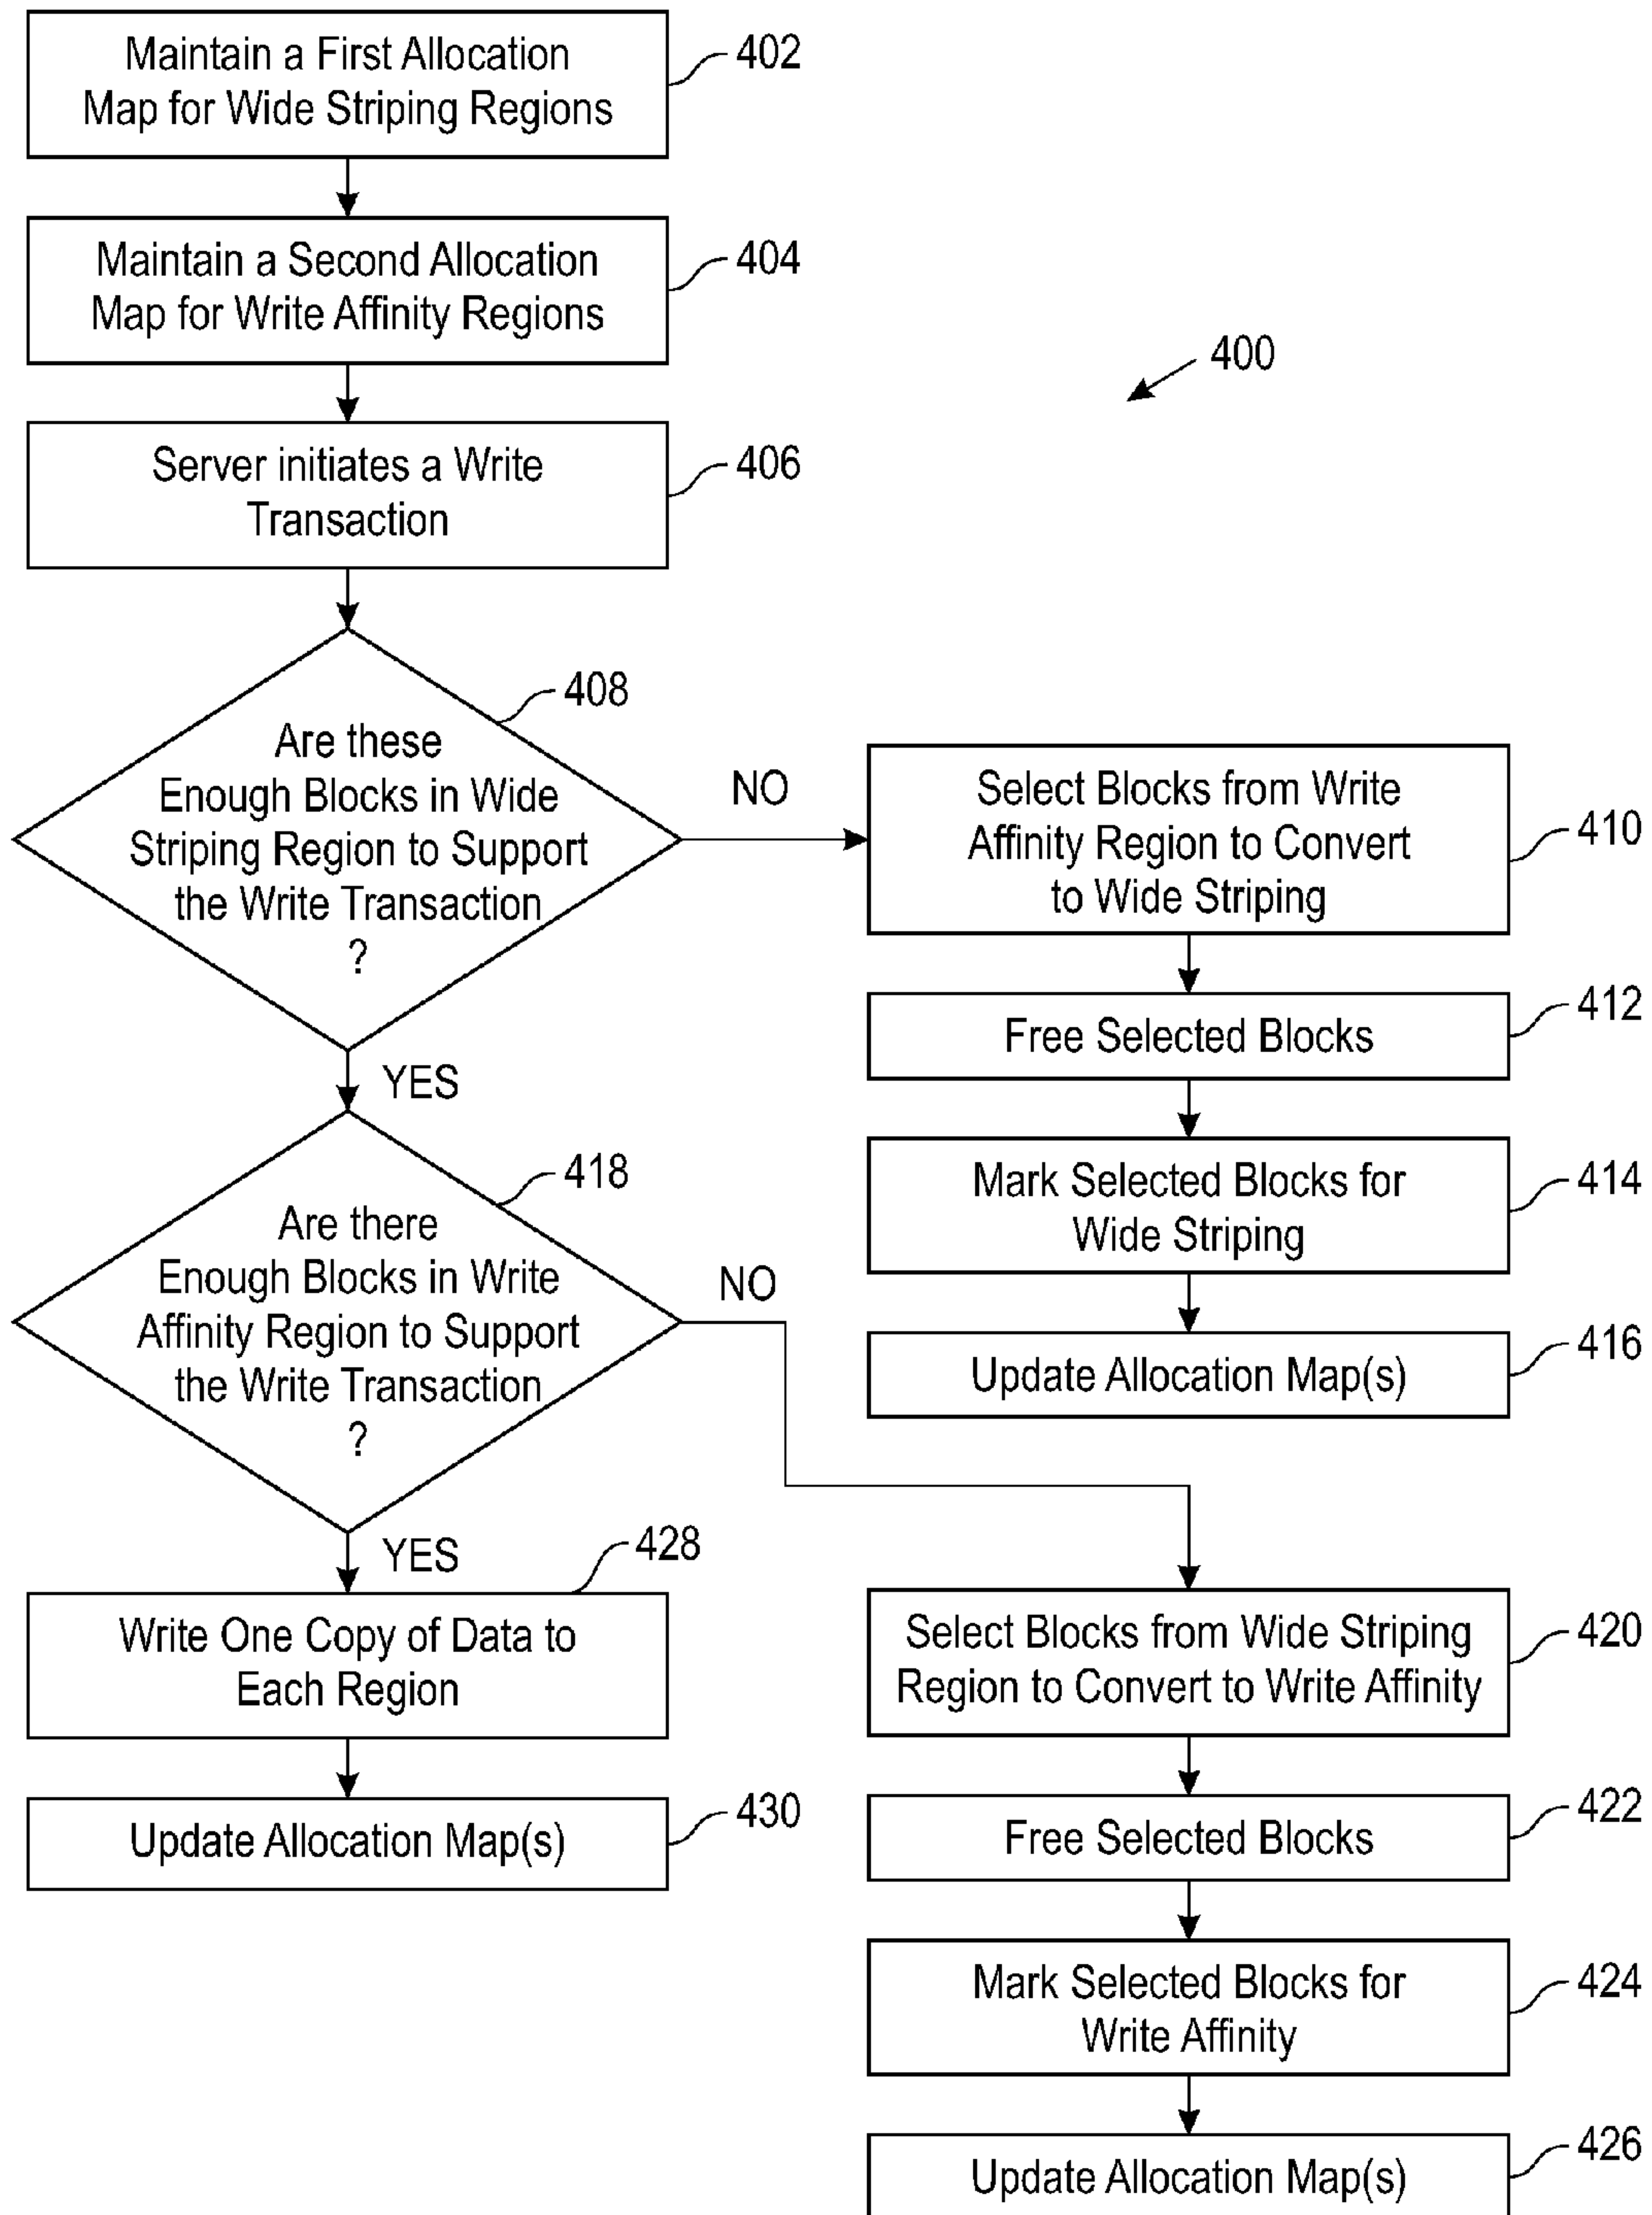 Maintain a First Allocation
Map for Wide Striping Regions
402
Maintain a Second Allocation
Map for Write Affinity Regions
404
400
Server initiates a Write
Transaction
406
408
Are these
Enough Blocks in Wide
Striping Region to Support
the Write Transaction
?
NO
YES
Select Blocks from Write
Affinity Region to Convert
to Wide Striping
410
Free Selected Blocks
412
Mark Selected Blocks for
Wide Striping
414
Update Allocation Map(s)
416
418
Are there
Enough Blocks in Write
Affinity Region to Support
the Write Transaction
?
NO
YES
Select Blocks from Wide Striping
Region to Convert to Write Affinity
420
Free Selected Blocks
422
Mark Selected Blocks for
Write Affinity
424
Update Allocation Map(s)
426
428
Write One Copy of Data to
Each Region
Update Allocation Map(s)
430